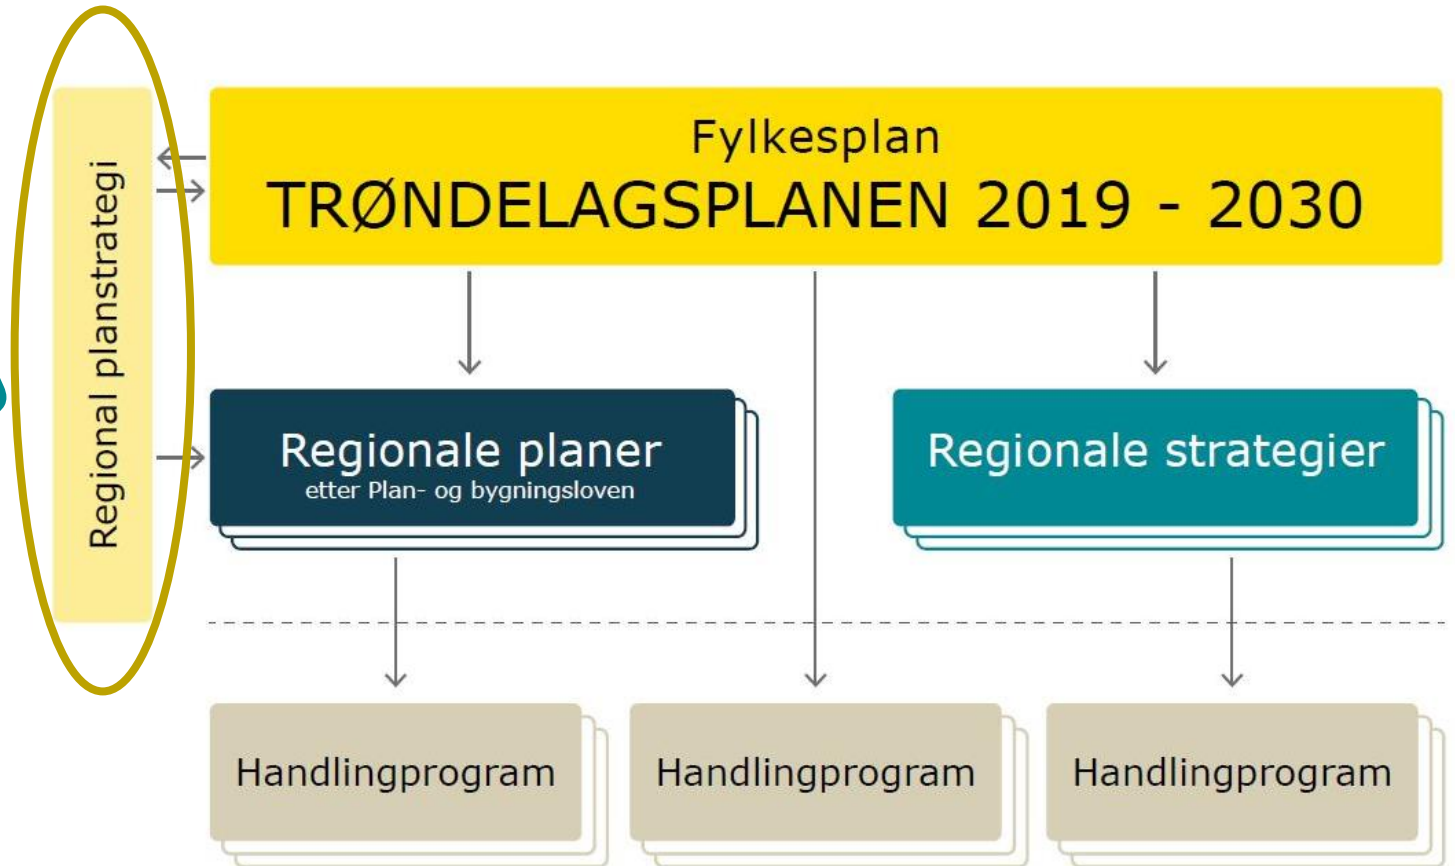 Regional planstrategi
Fylkesplan
TRØNDELAGSPLANEN 2019 - 2030
Regionale planer
etter Plan- og bygningsloven
Regionale strategier
Handlingprogram
Handlingprogram
Handlingprogram